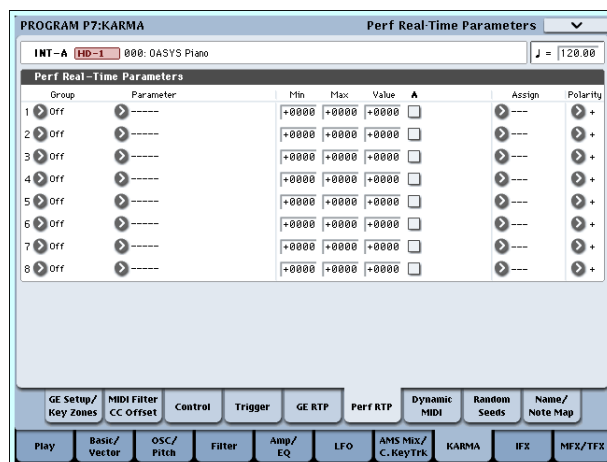 PROGRAM P7:KARMA Perf Real-Time Parameters
INT-A HD-1 000: OASYS Piano ♩ = 120.00
Perf Real-Time Parameters
Group Parameter Min Max Value A Assign Polarity
1 Off ----- +0000 +0000 +0000 --- +
2 Off ----- +0000 +0000 +0000 --- +
3 Off ----- +0000 +0000 +0000 --- +
4 Off ----- +0000 +0000 +0000 --- +
5 Off ----- +0000 +0000 +0000 --- +
6 Off ----- +0000 +0000 +0000 --- +
7 Off ----- +0000 +0000 +0000 --- +
8 Off ----- +0000 +0000 +0000 --- +
GE Setup/ Key Zones MIDI Filter CC Offset Control Trigger GE RTP Perf RTP Dynamic MIDI Random Seeds Name/ Note Map
Play Basic/ Vector OSC/ Pitch Filter Amp/ EQ LFO AMS Mix/ C.KeyTrk KARMA IFX MFX/TFX